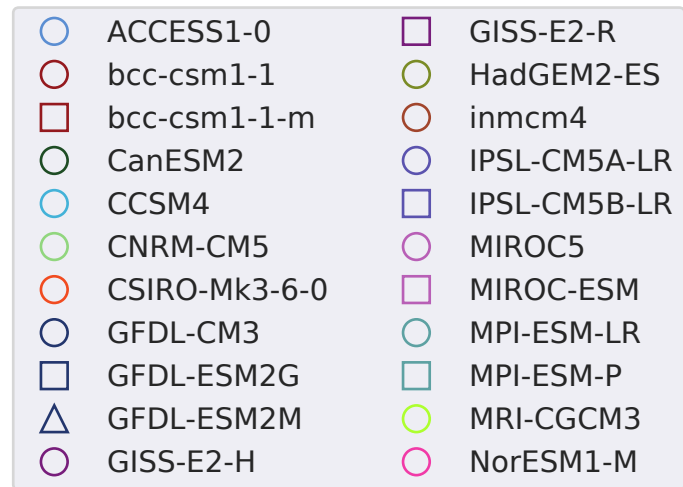 ACCESS1-0
bcc-csm1-1
bcc-csm1-1-m
CanESM2
CCSM4
CNRM-CM5
CSIRO-Mk3-6-0
GFDL-CM3
GFDL-ESM2G
GFDL-ESM2M
GISS-E2-H
GISS-E2-R
HadGEM2-ES
inmcm4
IPSL-CM5A-LR
IPSL-CM5B-LR
MIROC5
MIROC-ESM
MPI-ESM-LR
MPI-ESM-P
MRI-CGCM3
NorESM1-M